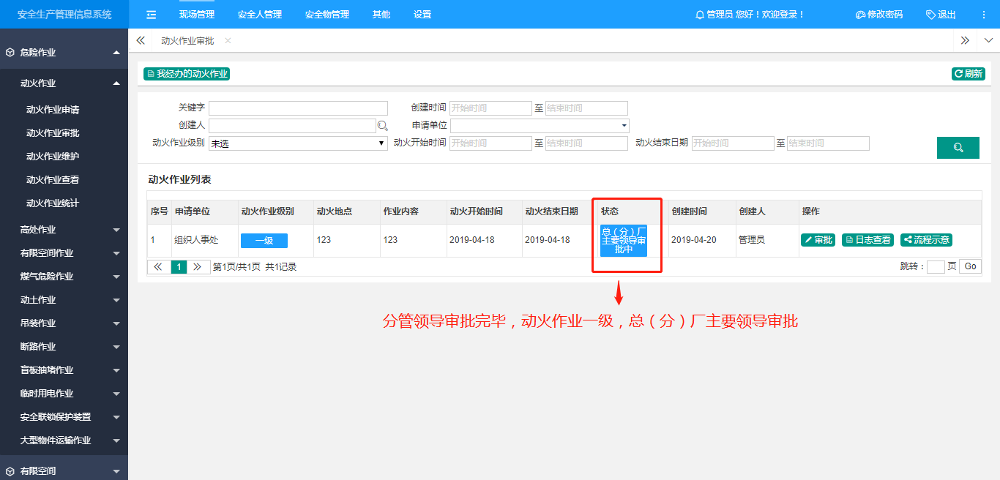 安全生产管理信息系统
现场管理 安全人管理 安全物管理 其他 设置
管理员 您好！欢迎登录！ 修改密码 退出
动火作业审批
危险作业
动火作业
动火作业申请
动火作业审批
动火作业维护
动火作业查看
动火作业统计
高处作业
有限空间作业
煤气危险作业
动土作业
吊装作业
断路作业
盲板抽堵作业
临时用电作业
安全联锁保护装置
大型物件运输作业
有限空间
我经办的动火作业 刷新
关键字 创建时间 开始时间 至 结束时间
创建人 申请单位
动火作业级别 未选 动火开始时间 开始时间 至 结束时间 动火结束日期 开始时间 至 结束时间
动火作业列表
序号 申请单位 动火作业级别 动火地点 作业内容 动火开始时间 动火结束日期 状态 创建时间 创建人 操作
1 组织人事处 一级 123 123 2019-04-18 2019-04-18 总（分）厂主要领导审批中 2019-04-20 管理员 审批 日志查看 流程示意
1 第1页/共1页 共1记录 跳转： 页 Go
分管领导审批完毕，动火作业一级，总（分）厂主要领导审批